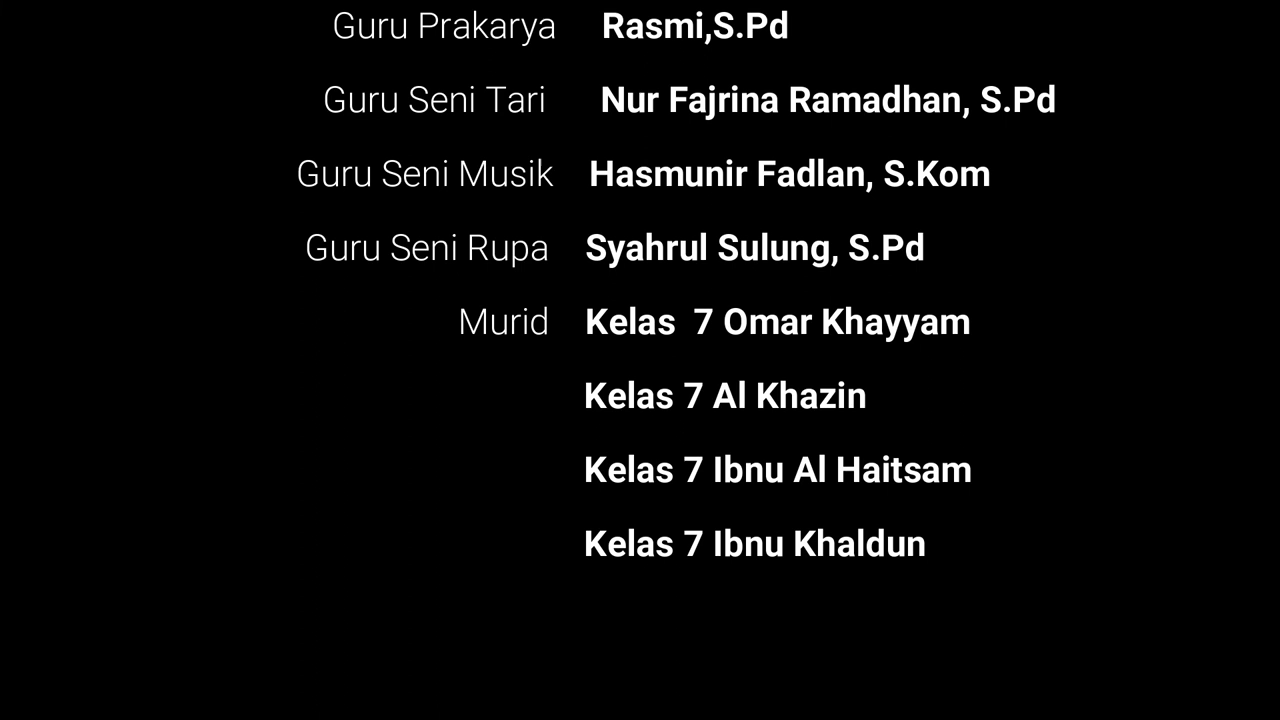 Guru Prakarya Rasmi,S.Pd
Guru Seni Tari Nur Fajrina Ramadhan, S.Pd
Guru Seni Musik Hasmunir Fadlan, S.Kom
Guru Seni Rupa Syahrul Sulung, S.Pd
Murid Kelas 7 Omar Khayyam
Kelas 7 Al Khazin
Kelas 7 Ibnu Al Haitsam
Kelas 7 Ibnu Khaldun